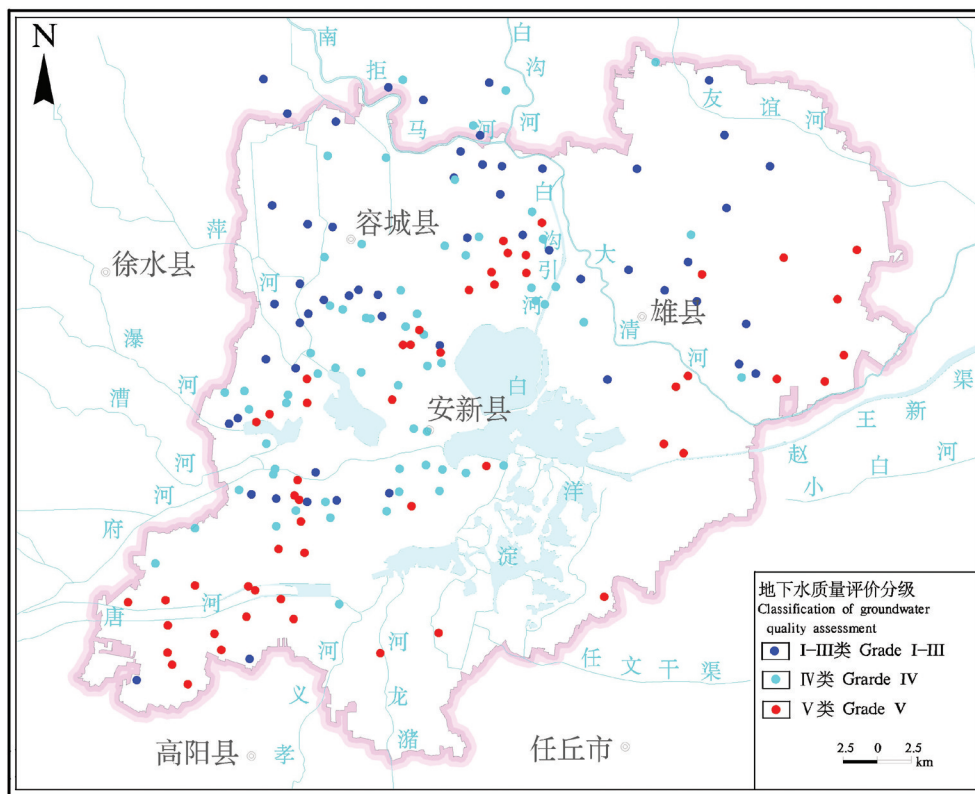 N
南拒马河
白沟河
友谊河
萍河
容城县
白沟引河
大清河
徐水县
雄县
瀑河
漕河
白洋淀
安新县
赵王新渠
小白河
府河
唐河
孝义河
潴龙河
任文干渠
高阳县
任丘市
地下水质量评价分级
Classification of groundwater
quality assessment
I-III类 Grade I-III
IV类 Grarde IV
V类 Grade V
2.5 0 2.5
km